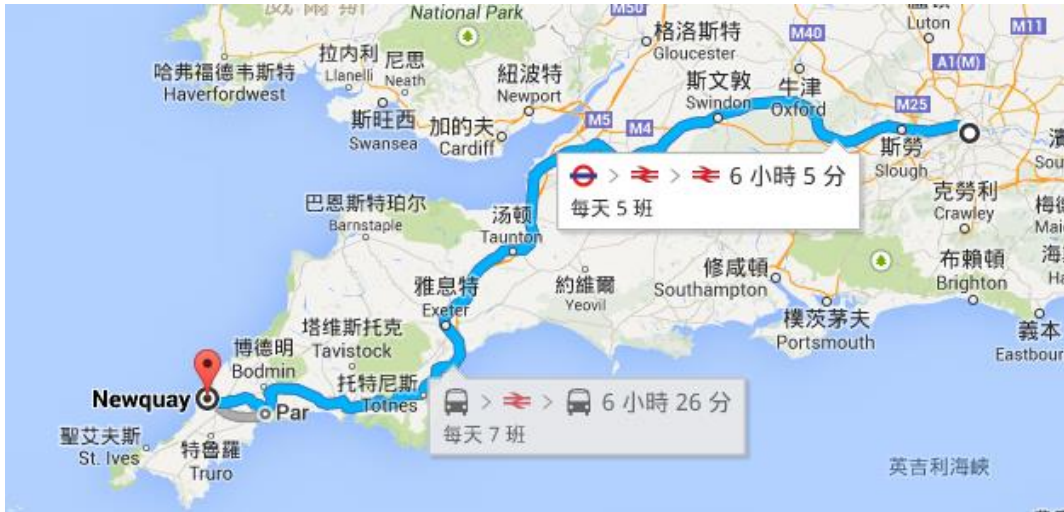 National Park
M50
格洛斯特
Gloucester
M40
Luton
M11
A1(M)
哈弗福德韦斯特
Haverfordwest
拉内利
Llanelli
尼思
Neath
紐波特
Newport
斯文敦
Swindon
牛津
Oxford
M25
斯旺西
Swansea
加的夫
Cardiff
M5
M4
斯勞
Slough
> > 6 小時 5 分
每天 5 班
克勞利
Crawley
巴恩斯特珀尔
Barnstaple
汤顿
Taunton
雅息特
Exeter
約維爾
Yeovil
修咸頓
Southampton
布賴頓
Brighton
樸茨茅夫
Portsmouth
義本
Eastbour
博德明
Bodmin
塔维斯托克
Tavistock
托特尼斯
Totnes
Newquay
Par
> > 6 小時 26 分
每天 7 班
聖艾夫斯
St. Ives
特魯羅
Truro
英吉利海峽